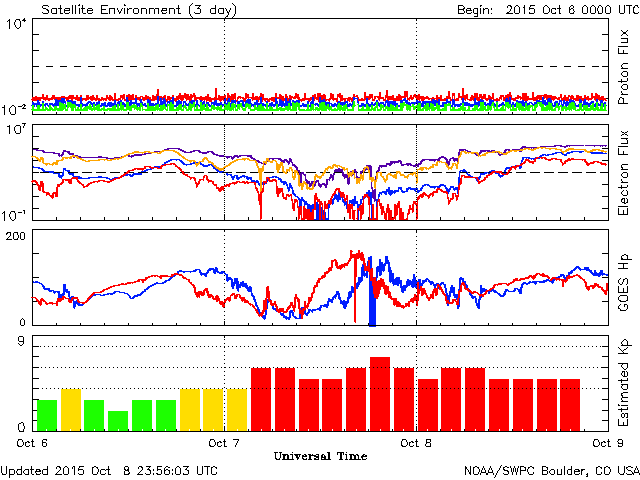 Satellite Environment (3 day)
Begin: 2015 Oct 6 0000 UTC
10^4
10^-2
Proton Flux
10^7
10^-1
Electron Flux
200
0
GOES Hp
9
0
Estimated Kp
Oct 6
Oct 7
Oct 8
Oct 9
Universal Time
Updated 2015 Oct 8 23:56:03 UTC
NOAA/SWPC Boulder, CO USA